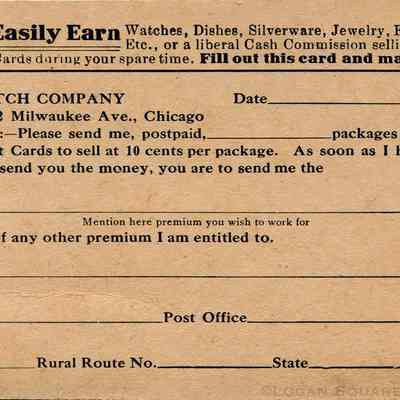 Easily Earn Watches, Dishes, Silverware, Jewelry, F
Etc., or a liberal Cash Commission selli
Cards during your spare time. Fill out this card and ma
TCH COMPANY Date
2 Milwaukee Ave., Chicago
:—Please send me, postpaid, packages
t Cards to sell at 10 cents per package. As soon as I h
send you the money, you are to send me the
Mention here premium you wish to work for
f any other premium I am entitled to.
Post Office
Rural Route No. State
©LOGAN SQUARE